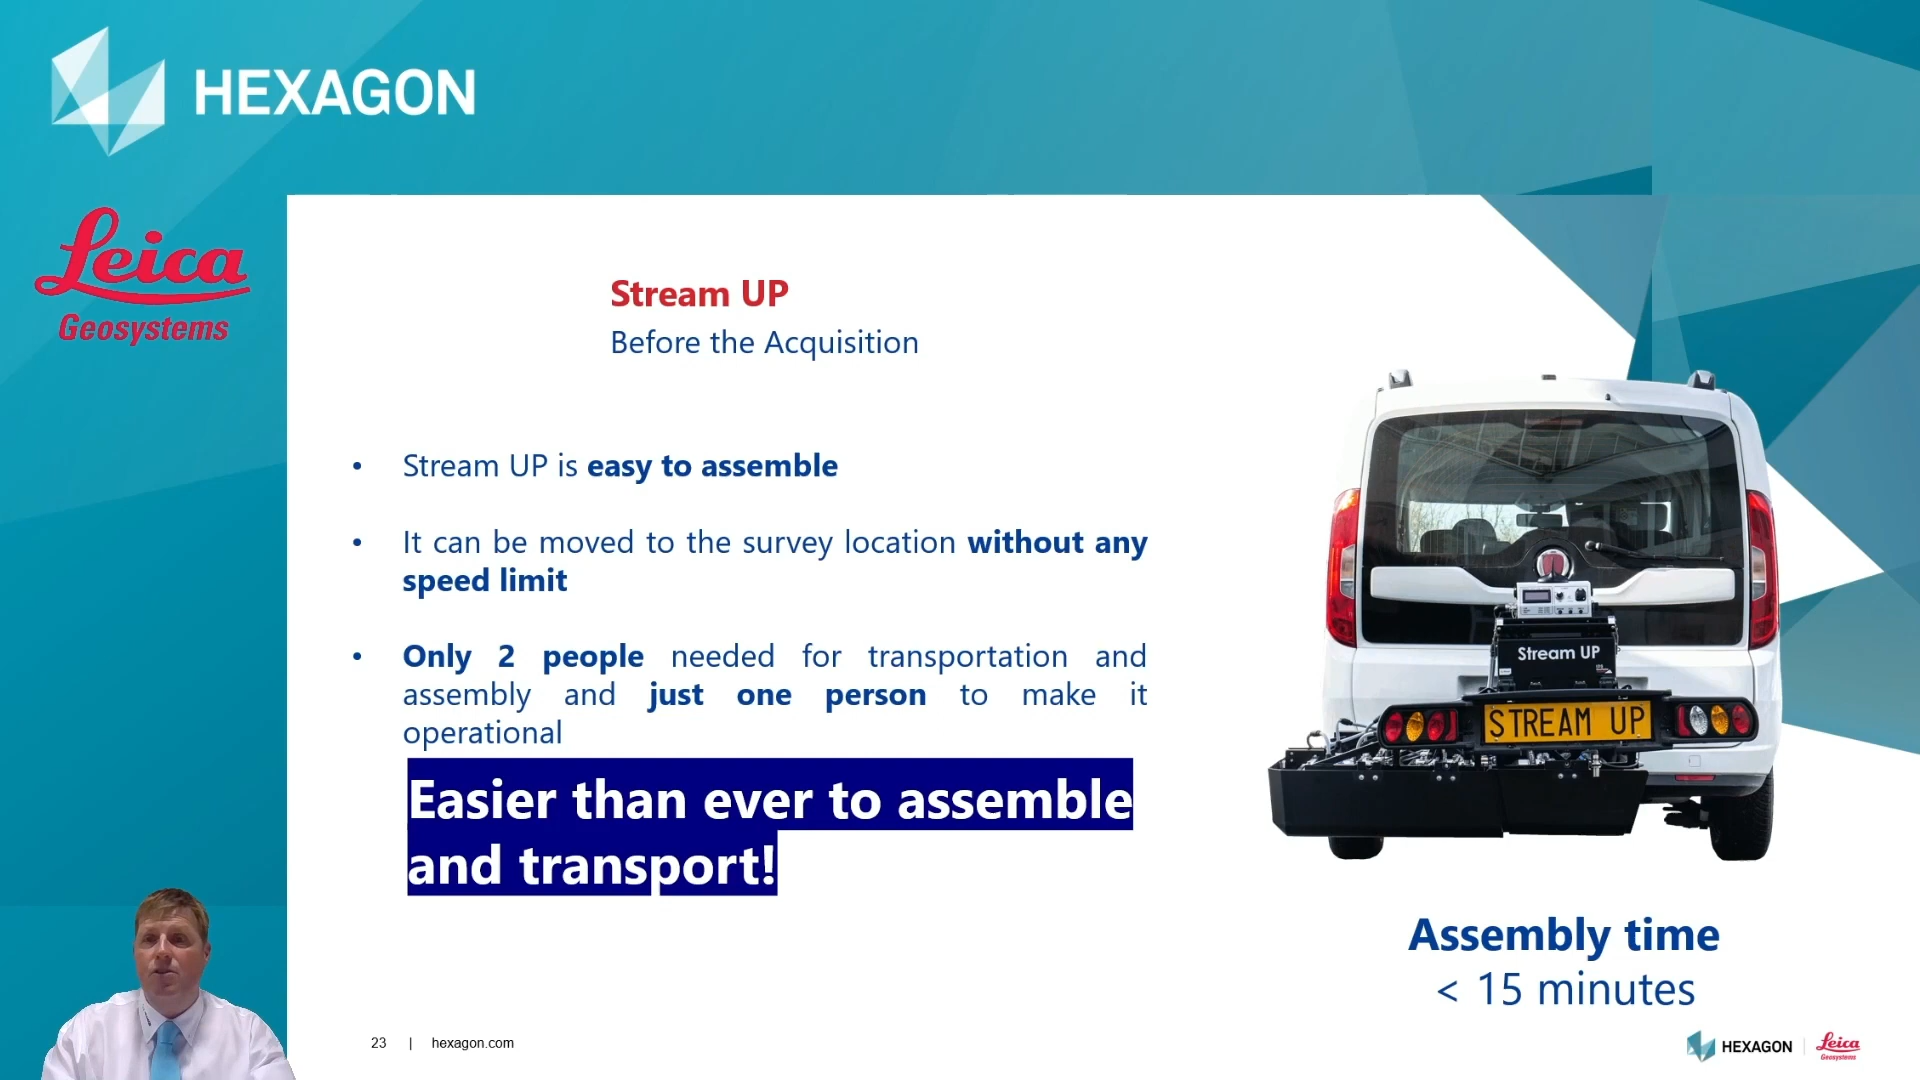 HEXAGON
Leica
Geosystems
Stream UP
Before the Acquisition
• Stream UP is easy to assemble
• It can be moved to the survey location without any
speed limit
• Only 2 people needed for transportation and
assembly and just one person to make it
operational
Easier than ever to assemble
and transport!
Stream UP
STREAM UP
Assembly time
< 15 minutes
23 | hexagon.com
HEXAGON | Leica
Geosystems